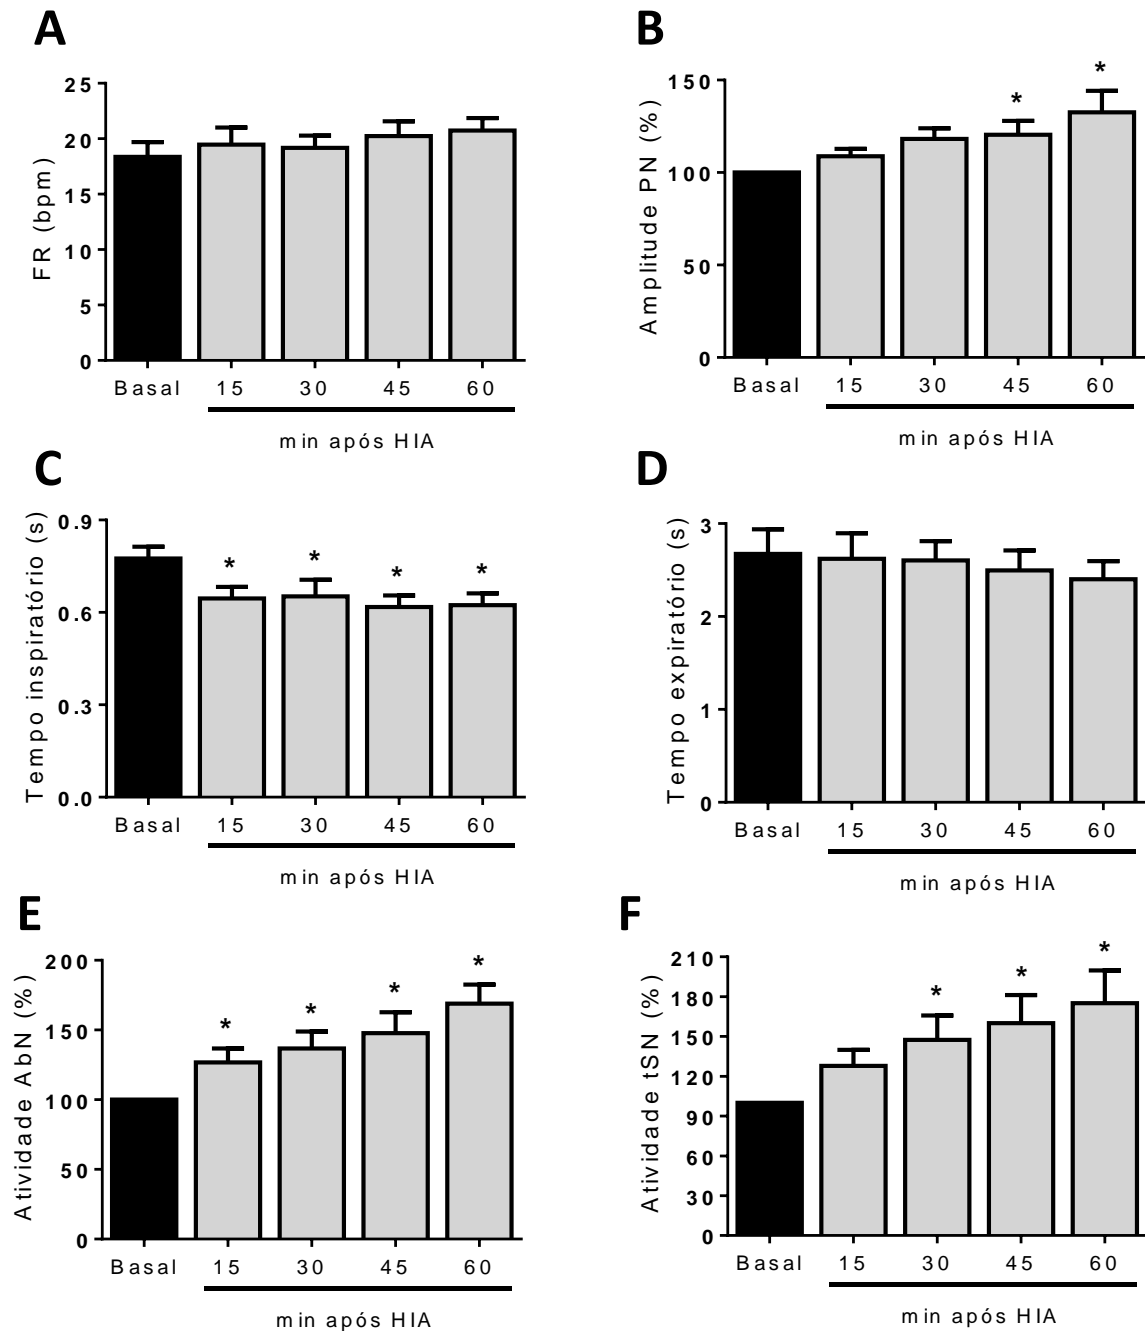 A
FR (bpm)
25
20
15
10
5
0
Basal 15 30 45 60
min após HIA
B
Amplitude PN (%)
150
100
50
0
* *
Basal 15 30 45 60
min após HIA
C
Tempo inspiratório (s)
0.9
0.6
0.3
0.0
* * * *
Basal 15 30 45 60
min após HIA
D
Tempo expiratório (s)
3
2
1
0
Basal 15 30 45 60
min após HIA
E
Atividade AbN (%)
200
150
100
50
0
* * * *
Basal 15 30 45 60
min após HIA
F
Atividade tSN (%)
210
180
150
120
90
60
30
0
* * *
Basal 15 30 45 60
min após HIA